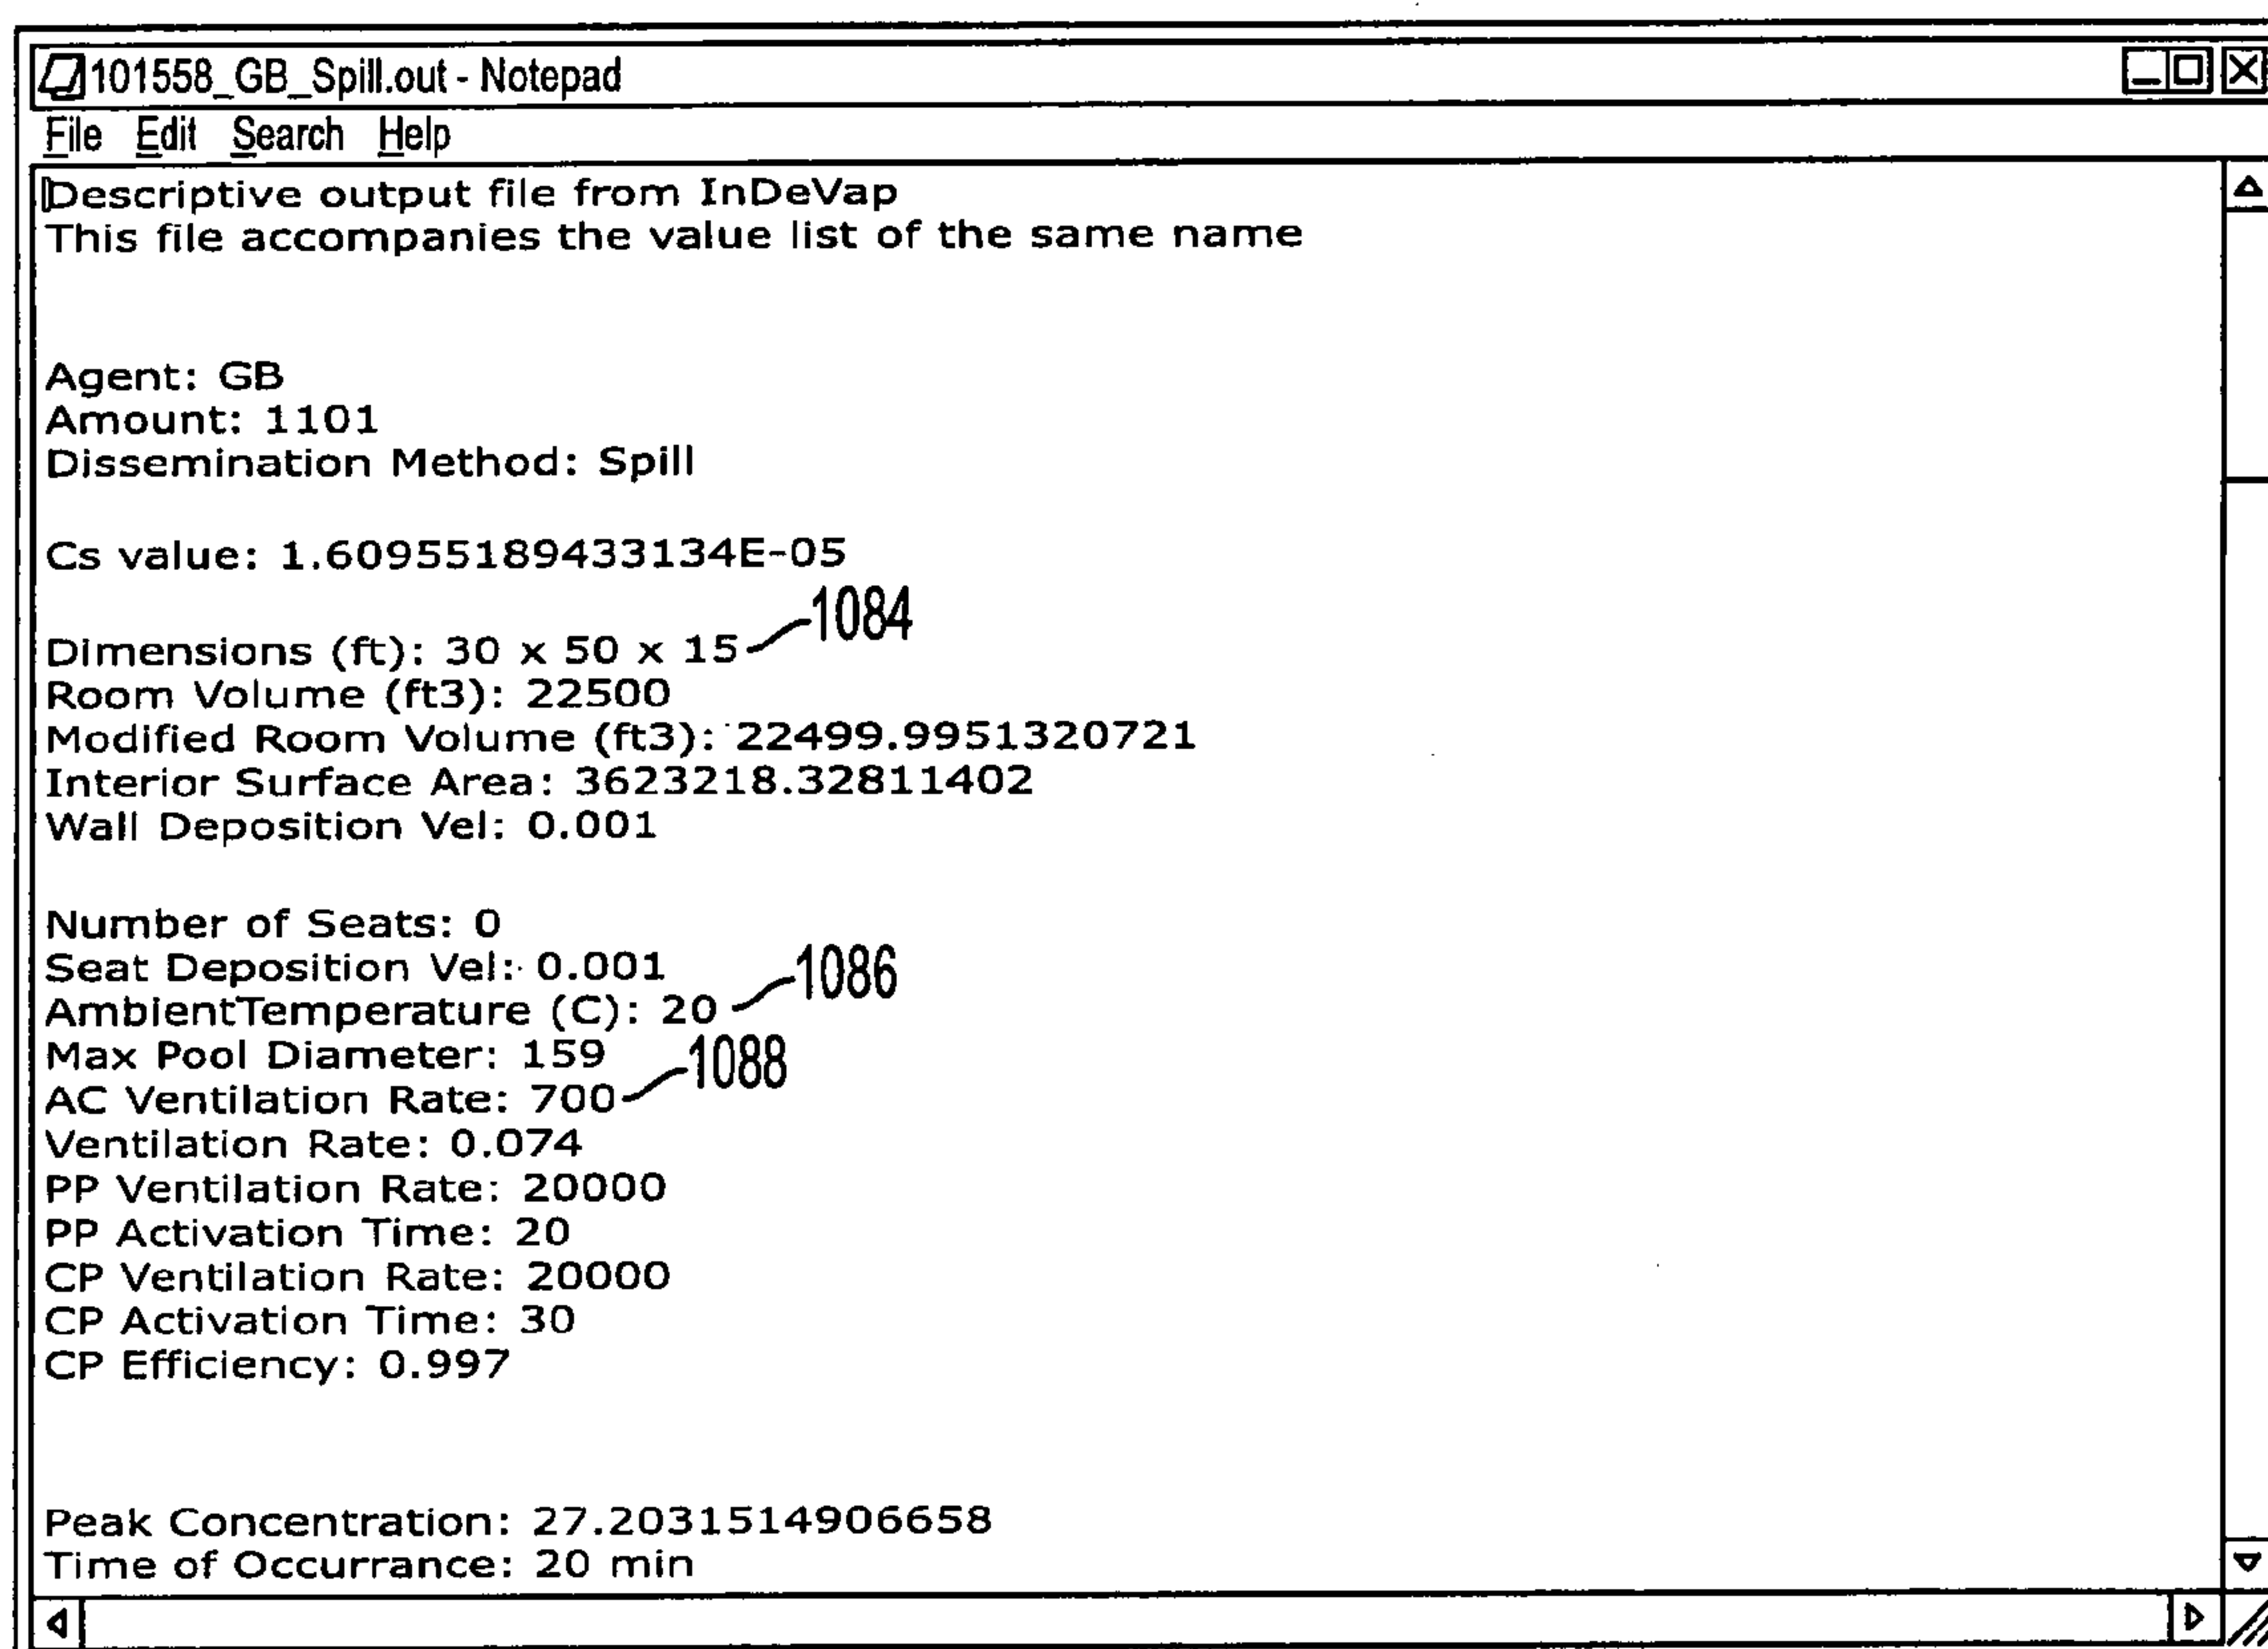 101558_GB_Spill.out - Notepad
File Edit Search Help
Descriptive output file from InDeVap
This file accompanies the value list of the same name
Agent: GB
Amount: 1101
Dissemination Method: Spill
Cs value: 1.60955189433134E-05
1084
Dimensions (ft): 30 x 50 x 15
Room Volume (ft3): 22500
Modified Room Volume (ft3): 22499.9951320721
Interior Surface Area: 3623218.32811402
Wall Deposition Vel: 0.001
Number of Seats: 0
Seat Deposition Vel: 0.001
1086
AmbientTemperature (C): 20
Max Pool Diameter: 159
1088
AC Ventilation Rate: 700
Ventilation Rate: 0.074
PP Ventilation Rate: 20000
PP Activation Time: 20
CP Ventilation Rate: 20000
CP Activation Time: 30
CP Efficiency: 0.997
Peak Concentration: 27.2031514906658
Time of Occurrance: 20 min